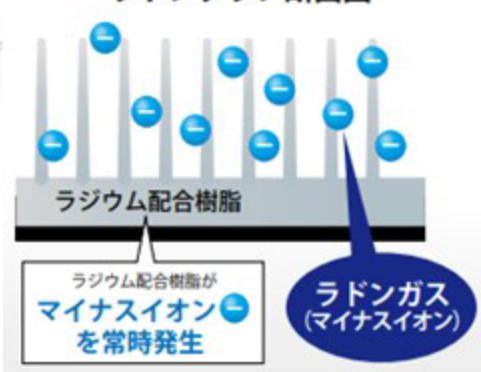 ラジウム配合樹脂
ラジウム配合樹脂が
マイナスイオン
を常時発生
ラドンガス
(マイナスイオン)